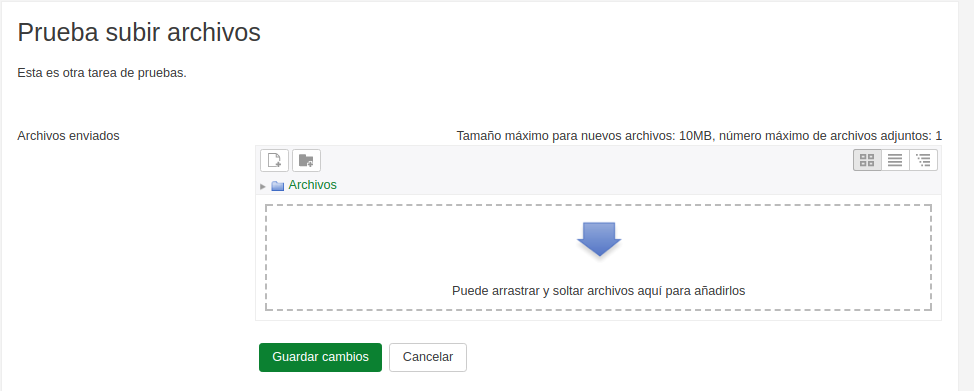 Prueba subir archivos
Esta es otra tarea de pruebas.
Archivos enviados
Tamaño máximo para nuevos archivos: 10MB, número máximo de archivos adjuntos: 1
Archivos
Puede arrastrar y soltar archivos aquí para añadirlos
Guardar cambios
Cancelar